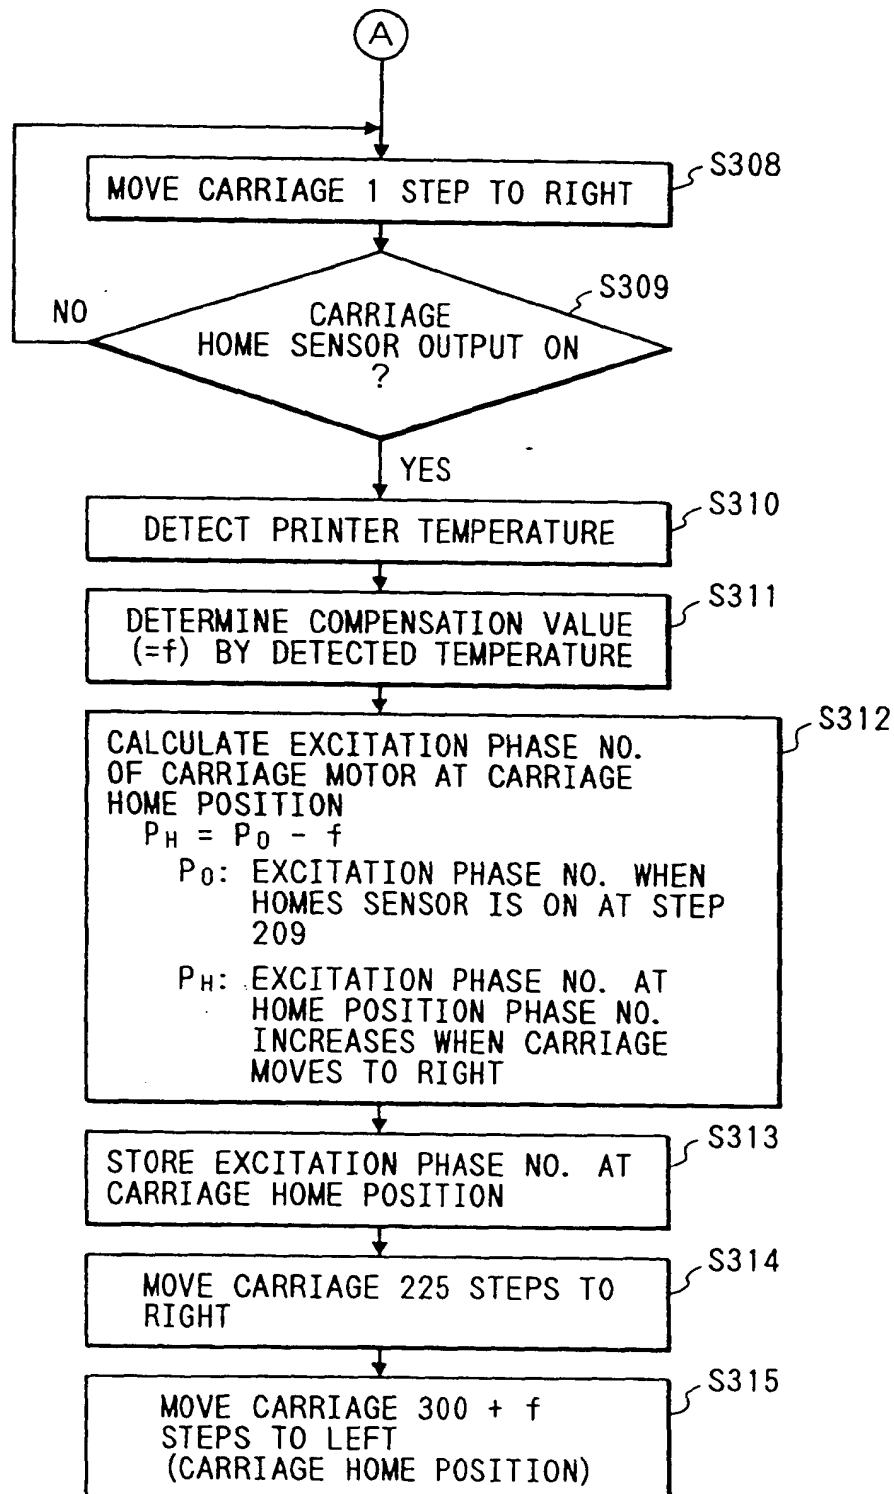 A
MOVE CARRIAGE 1 STEP TO RIGHT
S308
NO
CARRIAGE
HOME SENSOR OUTPUT ON
?
S309
YES
DETECT PRINTER TEMPERATURE
S310
DETERMINE COMPENSATION VALUE
(=f) BY DETECTED TEMPERATURE
S311
CALCULATE EXCITATION PHASE NO.
OF CARRIAGE MOTOR AT CARRIAGE
HOME POSITION
PH = P0 - f
P0: EXCITATION PHASE NO. WHEN
HOMES SENSOR IS ON AT STEP
209
PH: EXCITATION PHASE NO. AT
HOME POSITION PHASE NO.
INCREASES WHEN CARRIAGE
MOVES TO RIGHT
S312
STORE EXCITATION PHASE NO. AT
CARRIAGE HOME POSITION
S313
MOVE CARRIAGE 225 STEPS TO
RIGHT
S314
MOVE CARRIAGE 300 + f
STEPS TO LEFT
(CARRIAGE HOME POSITION)
S315